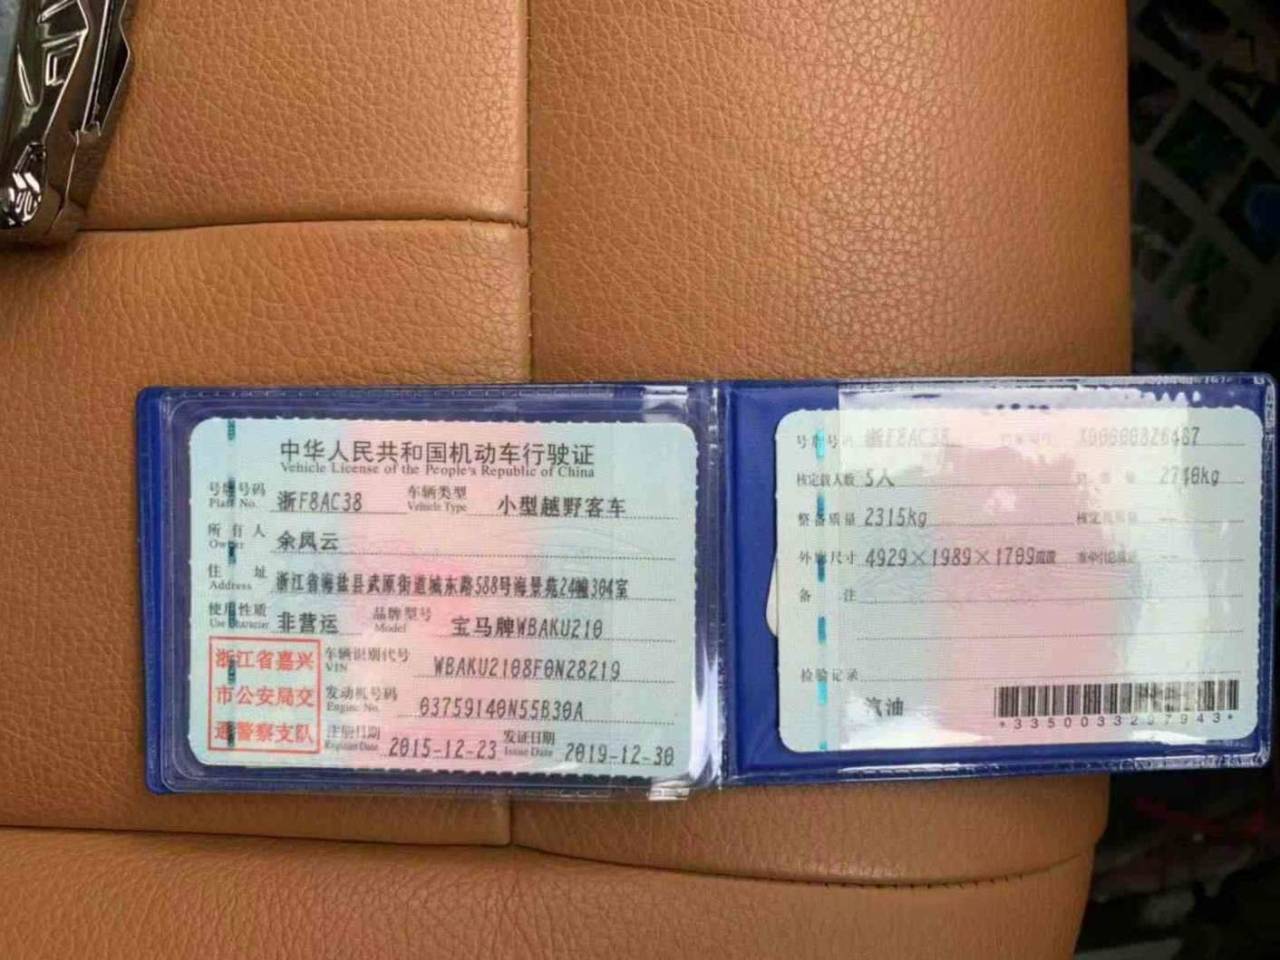 中华人民共和国机动车行驶证
Vehicle License of the People's Republic of China
号牌号码 浙F8AC38 车辆类型 小型越野客车
Plate No. Vehicle Type
所有人 余凤云
Owner
住址 浙江省海盐县武原街道城东路588号海景苑24幢304室
Address
使用性质 非营运 品牌型号 宝马牌WBAKU210
Use Character Model
浙江省嘉兴
市公安局交
通警察支队
车辆识别代号 WBAKU2108F0N28219
VIN
发动机号码 03759140N55B30A
Engine No.
注册日期 2015-12-23 发证日期 2019-12-30
Register Date Issue Date
号牌号码 浙F8AC38
核定载人数 5人 2740kg
整备质量 2315kg 核定载质量 --
外廓尺寸 4929×1989×1709
备注
检验记录
汽油